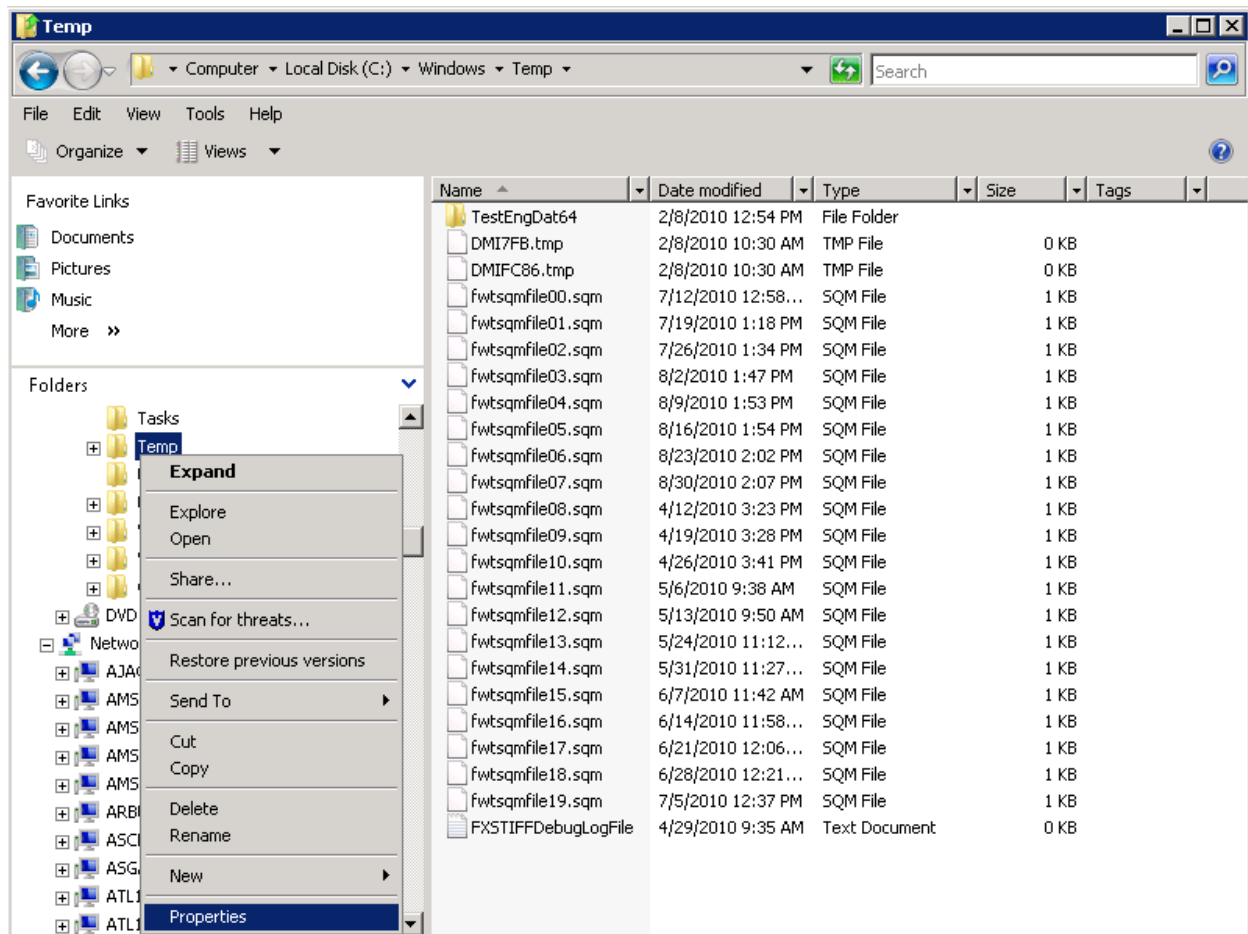 Temp
Computer Local Disk (C:) Windows Temp
Search
File Edit View Tools Help
Organize Views
Favorite Links
Documents
Pictures
Music
More »
Folders
Tasks
Temp
Expand
Explore
Open
Share...
Scan for threats...
Restore previous versions
Send To
Cut
Copy
Delete
Rename
New
Properties
DVD
Netwo
AJA
AMS
AMS
AMS
AMS
ARB
ASC
ASG
ATL1
ATL1
Name Date modified Type Size Tags
TestEngDat64 2/8/2010 12:54 PM File Folder
DMI7FB.tmp 2/8/2010 10:30 AM TMP File 0 KB
DMIFC86.tmp 2/8/2010 10:30 AM TMP File 0 KB
fwtsqmfile00.sqm 7/12/2010 12:58... SQM File 1 KB
fwtsqmfile01.sqm 7/19/2010 1:18 PM SQM File 1 KB
fwtsqmfile02.sqm 7/26/2010 1:34 PM SQM File 1 KB
fwtsqmfile03.sqm 8/2/2010 1:47 PM SQM File 1 KB
fwtsqmfile04.sqm 8/9/2010 1:53 PM SQM File 1 KB
fwtsqmfile05.sqm 8/16/2010 1:54 PM SQM File 1 KB
fwtsqmfile06.sqm 8/23/2010 2:02 PM SQM File 1 KB
fwtsqmfile07.sqm 8/30/2010 2:07 PM SQM File 1 KB
fwtsqmfile08.sqm 4/12/2010 3:23 PM SQM File 1 KB
fwtsqmfile09.sqm 4/19/2010 3:28 PM SQM File 1 KB
fwtsqmfile10.sqm 4/26/2010 3:41 PM SQM File 1 KB
fwtsqmfile11.sqm 5/6/2010 9:38 AM SQM File 1 KB
fwtsqmfile12.sqm 5/13/2010 9:50 AM SQM File 1 KB
fwtsqmfile13.sqm 5/24/2010 11:12... SQM File 1 KB
fwtsqmfile14.sqm 5/31/2010 11:27... SQM File 1 KB
fwtsqmfile15.sqm 6/7/2010 11:42 AM SQM File 1 KB
fwtsqmfile16.sqm 6/14/2010 11:58... SQM File 1 KB
fwtsqmfile17.sqm 6/21/2010 12:06... SQM File 1 KB
fwtsqmfile18.sqm 6/28/2010 12:21... SQM File 1 KB
fwtsqmfile19.sqm 7/5/2010 12:37 PM SQM File 1 KB
FXSTIFFDebugLogFile 4/29/2010 9:35 AM Text Document 0 KB